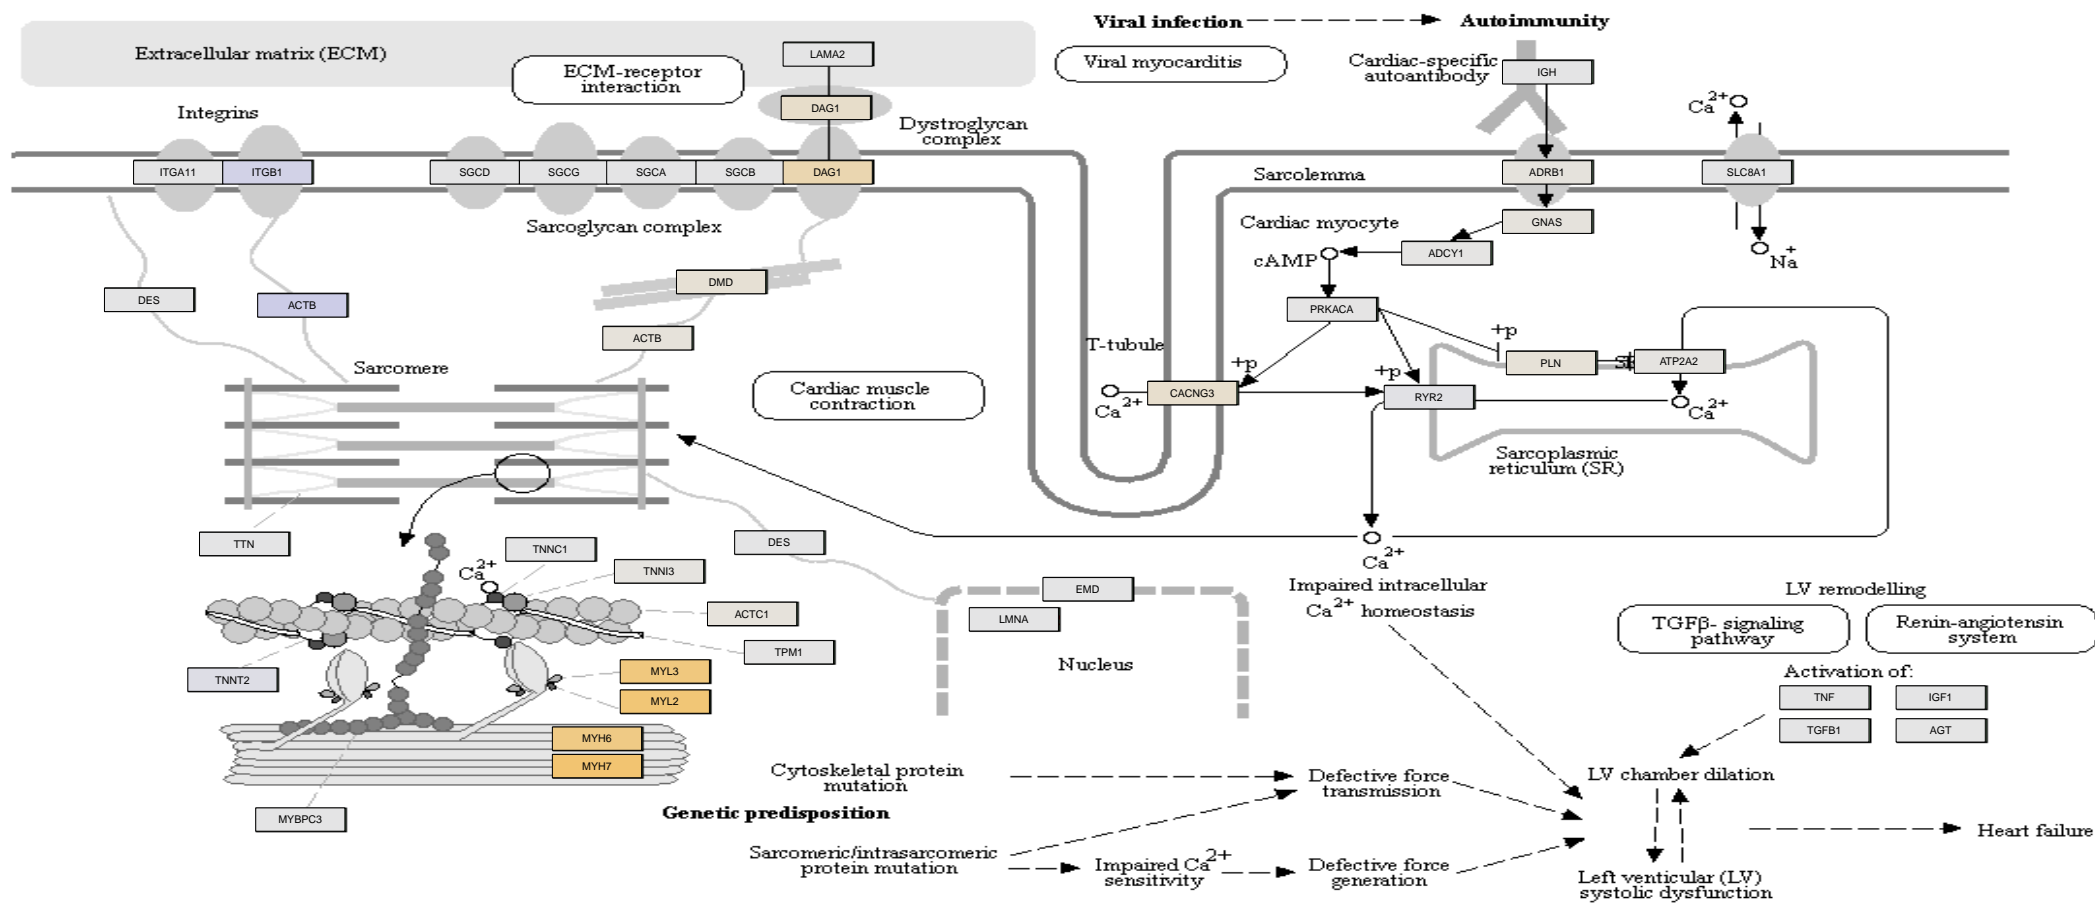 Viral infection
Autoimmunity
Extracellular matrix (ECM)
LAMA2
ECM-receptor
interaction
Viral myocarditis
Cardiac-specific
autoantibody
IGH
DAG1
Integrins
Dystroglycan
complex
Ca2+
ITGA11
ITGB1
SGCD
SGCG
SGCA
SGCB
DAG1
Sarcolemma
ADRB1
SLC8A1
Sarcoglycan complex
Cardiac myocyte
GNAS
cAMP
ADCY1
Na+
DES
ACTB
DMD
PRKACA
ACTB
T-tubule
+p
+p
+p
PLN
ATP2A2
Sarcomere
Cardiac muscle
contraction
Ca2+
CACNG3
RYR2
Ca2+
Sarcoplasmic
reticulum (SR)
TTN
TNNC1
DES
Ca2+
Ca2+
TNNI3
EMD
LMNA
Impaired intracellular
Ca2+ homeostasis
LV remodelling
ACTC1
TPM1
TGFβ- signaling
pathway
Renin-angiotensin
system
Nucleus
TNNT2
MYL3
MYL2
Activation of:
TNF
IGF1
TGFB1
AGT
MYH6
MYH7
MYBPC3
Cytoskeletal protein
mutation
Defective force
transmission
LV chamber dilation
Genetic predisposition
Heart failure
Sarcomeric/intrasarcomeric
protein mutation
Impaired Ca2+
sensitivity
Defective force
generation
Left venticular (LV)
systolic dysfunction